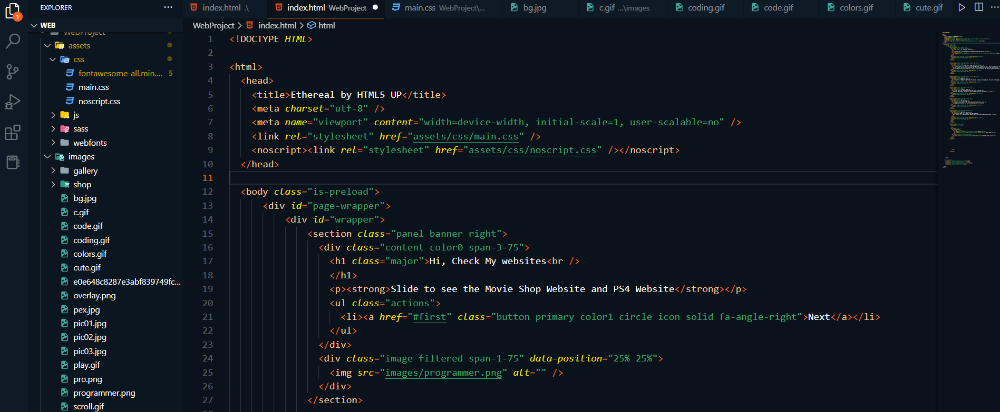 EXPLORER
index.html .\
index.html WebProject
main.css WebProject\...
bg.jpg
c.gif ...\images
coding.gif
code.gif
colors.gif
cute.gif
WEB
WebProject
assets
css
fontawesome-all.min.... 5
main.css
noscript.css
js
sass
webfonts
images
gallery
shop
bg.jpg
c.gif
code.gif
coding.gif
colors.gif
cute.gif
e0e648c8287e3abf839749fc...
overlay.png
pex.jpg
pic01.jpg
pic02.jpg
pic03.jpg
play.gif
pro.png
programmer.png
scroll.gif
WebProject > index.html > html
1 <!DOCTYPE HTML>
2
3 <html>
4 <head>
5 <title>Ethereal by HTML5 UP</title>
6 <meta charset="utf-8" />
7 <meta name="viewport" content="width=device-width, initial-scale=1, user-scalable=no" />
8 <link rel="stylesheet" href="assets/css/main.css" />
9 <noscript><link rel="stylesheet" href="assets/css/noscript.css" /></noscript>
10 </head>
11
12 <body class="is-preload">
13 <div id="page-wrapper">
14 <div id="wrapper">
15 <section class="panel banner right">
16 <div class="content color0 span-3-75">
17 <h1 class="major">Hi, Check My websites<br />
18 </h1>
19 <p><strong>Slide to see the Movie Shop Website and PS4 Website</strong></p>
20 <ul class="actions">
21 <li><a href="#first" class="button primary color1 circle icon solid fa-angle-right">Next</a></li>
22 </ul>
23 </div>
24 <div class="image filtered span-1-75" data-position="25% 25%">
25 <img src="images/programmer.png" alt="" />
26 </div>
27 </section>